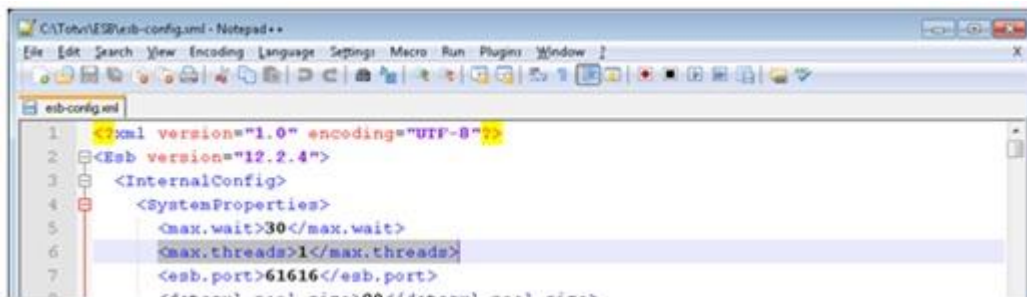 C:\Totvs\ESB\esb-config.xml - Notepad++
File Edit Search View Encoding Language Settings Macro Run Plugins Window ?
X
esb-config.xml
1 <?xml version="1.0" encoding="UTF-8"?>
2 <Esb version="12.2.4">
3 <InternalConfig>
4 <SystemProperties>
5 <max.wait>30</max.wait>
6 <max.threads>1</max.threads>
7 <esb.port>61616</esb.port>